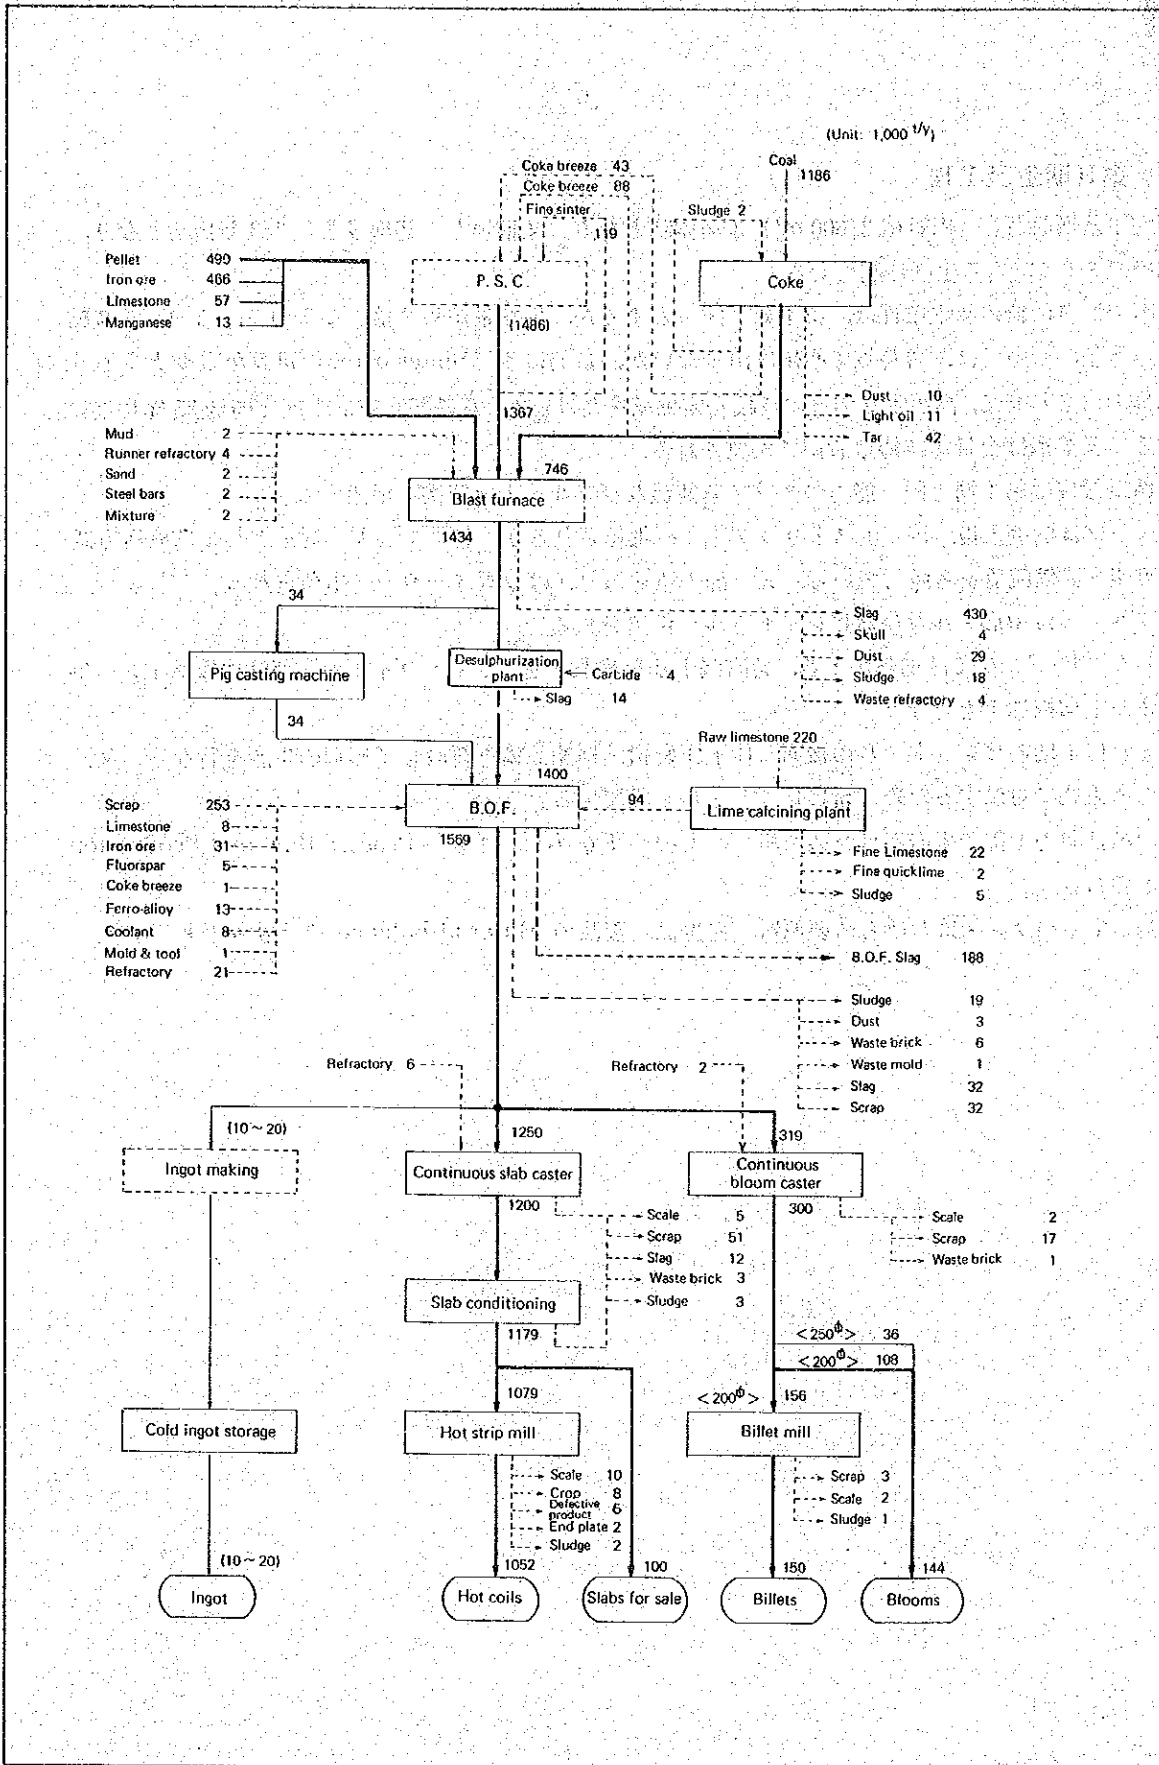 (Unit: 1,000 t/y)
Coke breeze 43
Coke breeze 88
Fine sinter 119
Coal 1186
Sludge 2
Pellet 490
Iron ore 466
Limestone 57
Manganese 13
P. S. C.
Coke
(1486)
1367
Dust 10
Light oil 11
Tar 42
Mud 2
Runner refractory 4
Sand 2
Steel bars 2
Mixture 2
746
Blast furnace
1434
34
Slag 430
Skull 4
Dust 29
Sludge 18
Waste refractory 4
Pig casting machine
Desulphurization
plant
Carbide 4
Slag 14
34
Raw limestone 220
1400
Scrap 253
Limestone 8
Iron ore 31
Fluorspar 5
Coke breeze 1
Ferro-alloy 13
Coolant 8
Mold & tool 1
Refractory 21
B.O.F.
94
Lime calcining plant
1569
Fine Limestone 22
Fine quicklime 2
Sludge 5
B.O.F. Slag 188
Sludge 19
Dust 3
Waste brick 6
Waste mold 1
Slag 32
Scrap 32
Refractory 6
Refractory 2
(10~20)
1250
319
Ingot making
Continuous slab caster
Continuous
bloom caster
1200
300
Scale 5
Scrap 51
Slag 12
Waste brick 3
Sludge 3
Scale 2
Scrap 17
Waste brick 1
Slab conditioning
1179
<250ϕ> 36
<200ϕ> 108
1079
<200ϕ> 156
Cold ingot storage
Hot strip mill
Billet mill
Scale 10
Crop 8
Defective
product
End plate 2
Sludge 2
Scrap 3
Scale 2
Sludge 1
(10~20)
1052
100
150
144
Ingot
Hot coils
Slabs for sale
Billets
Blooms